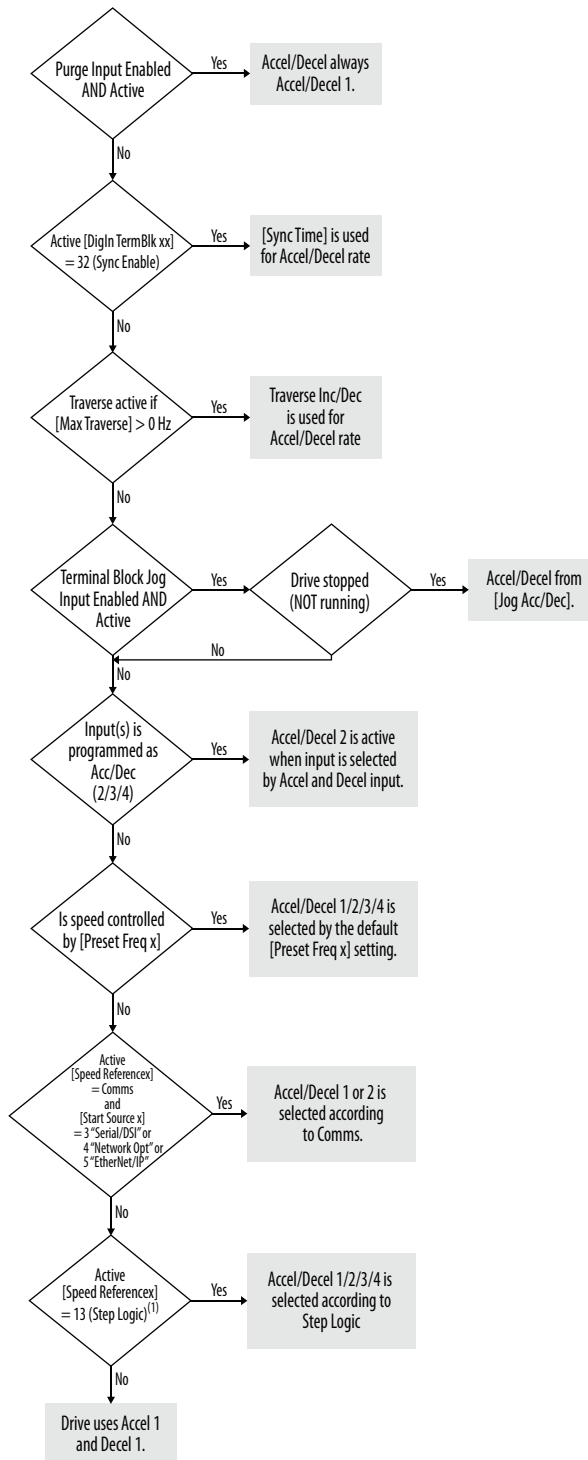 Purge Input Enabled
AND Active
Yes
Accel/Decel always
Accel/Decel 1.
No
Active [DigIn TermBlk xx]
= 32 (Sync Enable)
Yes
[Sync Time] is used
for Accel/Decel rate
No
Traverse active if
[Max Traverse] > 0 Hz
Yes
Traverse Inc/Dec
is used for
Accel/Decel rate
No
Terminal Block Jog
Input Enabled AND
Active
Yes
Drive stopped
(NOT running)
Yes
Accel/Decel from
[Jog Acc/Dec].
No
No
Input(s) is
programmed as
Acc/Dec
(2/3/4)
Yes
Accel/Decel 2 is active
when input is selected
by Accel and Decel input.
No
Is speed controlled
by [Preset Freq x]
Yes
Accel/Decel 1/2/3/4 is
selected by the default
[Preset Freq x] setting.
No
Active
[Speed Referencex]
= Comms
and
[Start Source x]
= 3 “Serial/DSI” or
4 “Network Opt” or
5 “EtherNet/IP”
Yes
Accel/Decel 1 or 2 is
selected according
to Comms.
No
Active
[Speed Referencex]
= 13 (Step Logic)(1)
Yes
Accel/Decel 1/2/3/4 is
selected according to
Step Logic
No
Drive uses Accel 1
and Decel 1.